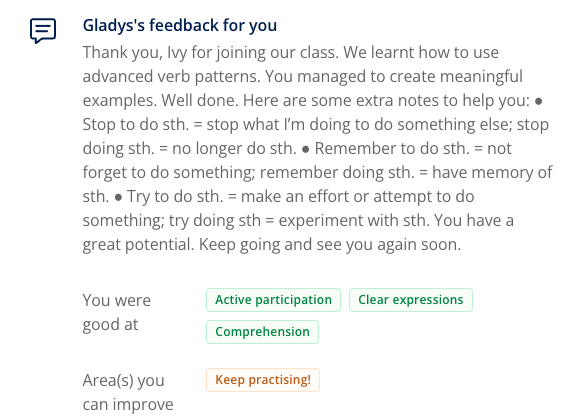 Gladys's feedback for you
Thank you, Ivy for joining our class. We learnt how to use
advanced verb patterns. You managed to create meaningful
examples. Well done. Here are some extra notes to help you: ●
Stop to do sth. = stop what I’m doing to do something else; stop
doing sth. = no longer do sth. ● Remember to do sth. = not
forget to do something; remember doing sth. = have memory of
sth. ● Try to do sth. = make an effort or attempt to do
something; try doing sth = experiment with sth. You have a
great potential. Keep going and see you again soon.
You were
good at
Active participation
Clear expressions
Comprehension
Area(s) you
can improve
Keep practising!